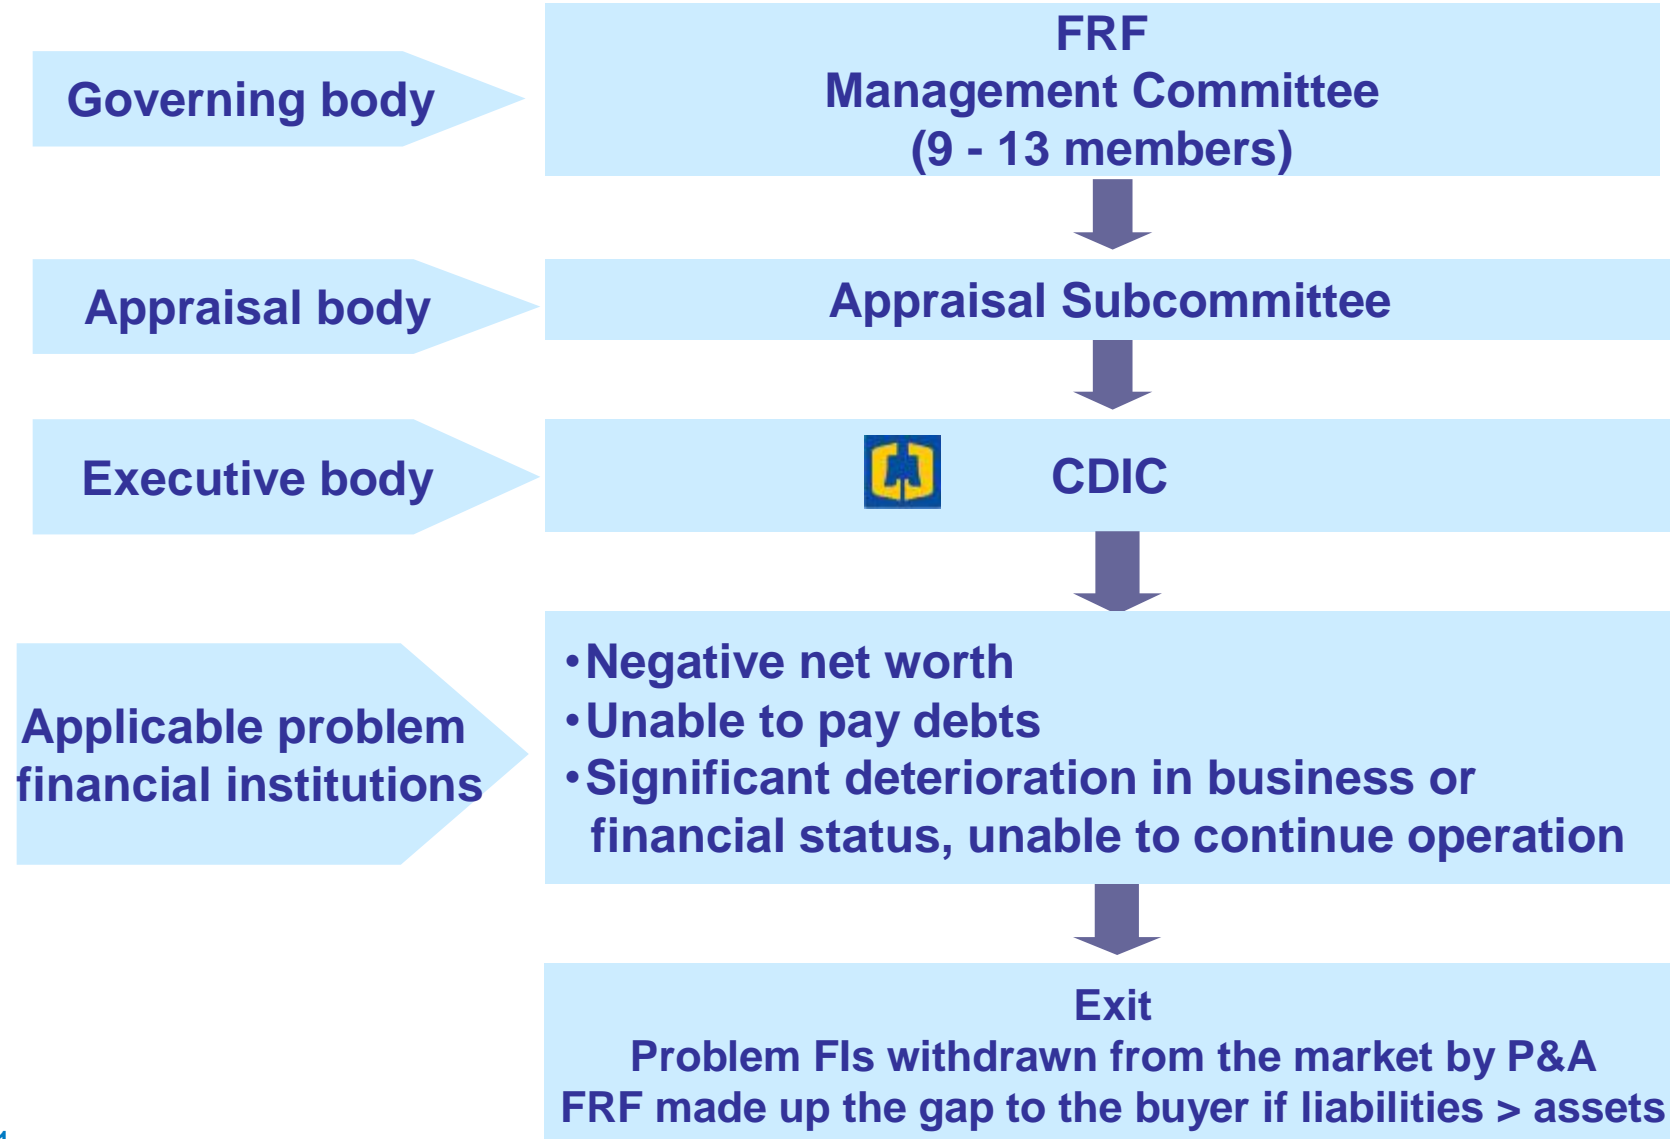 FRF
Management Committee
(9 - 13 members)
Governing body
Appraisal body
Appraisal Subcommittee
Executive body
CDIC
Applicable problem
financial institutions
•Negative net worth
•Unable to pay debts
•Significant deterioration in business or
financial status, unable to continue operation
Exit
Problem FIs withdrawn from the market by P&A
FRF made up the gap to the buyer if liabilities > assets